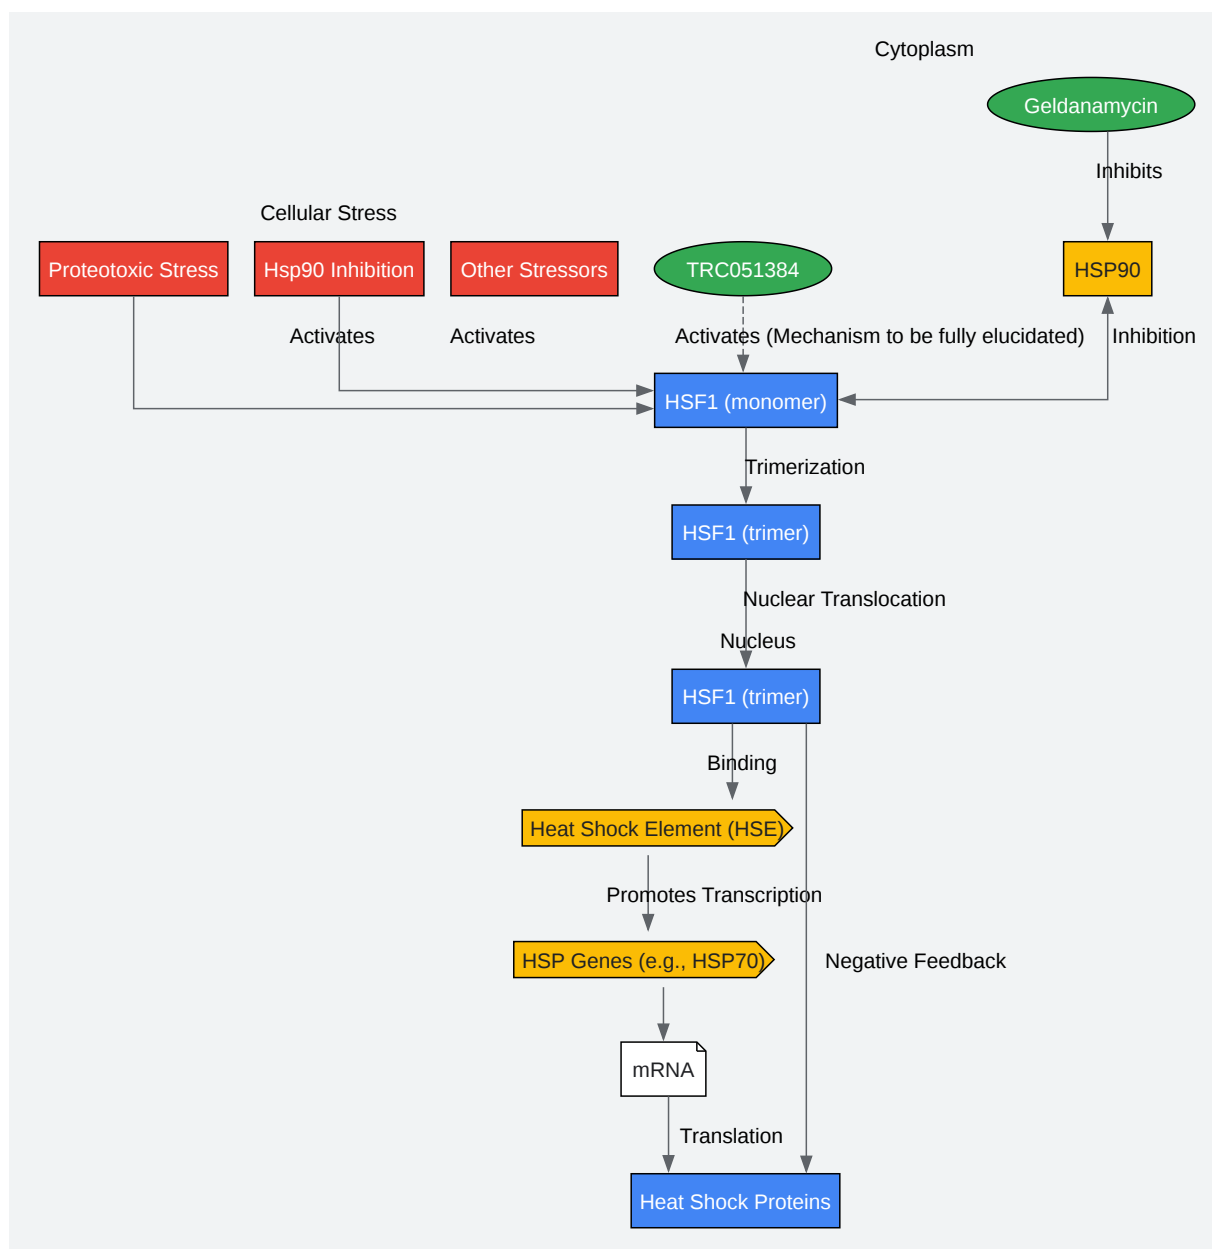 Cytoplasm
Geldanamycin
Inhibits
Cellular Stress
Proteotoxic Stress
Hsp90 Inhibition
Other Stressors
TRC051384
HSP90
Activates
Activates
Activates (Mechanism to be fully elucidated)
Inhibition
HSF1 (monomer)
Trimerization
HSF1 (trimer)
Nuclear Translocation
Nucleus
HSF1 (trimer)
Binding
Heat Shock Element (HSE)
Promotes Transcription
HSP Genes (e.g., HSP70)
Negative Feedback
mRNA
Translation
Heat Shock Proteins